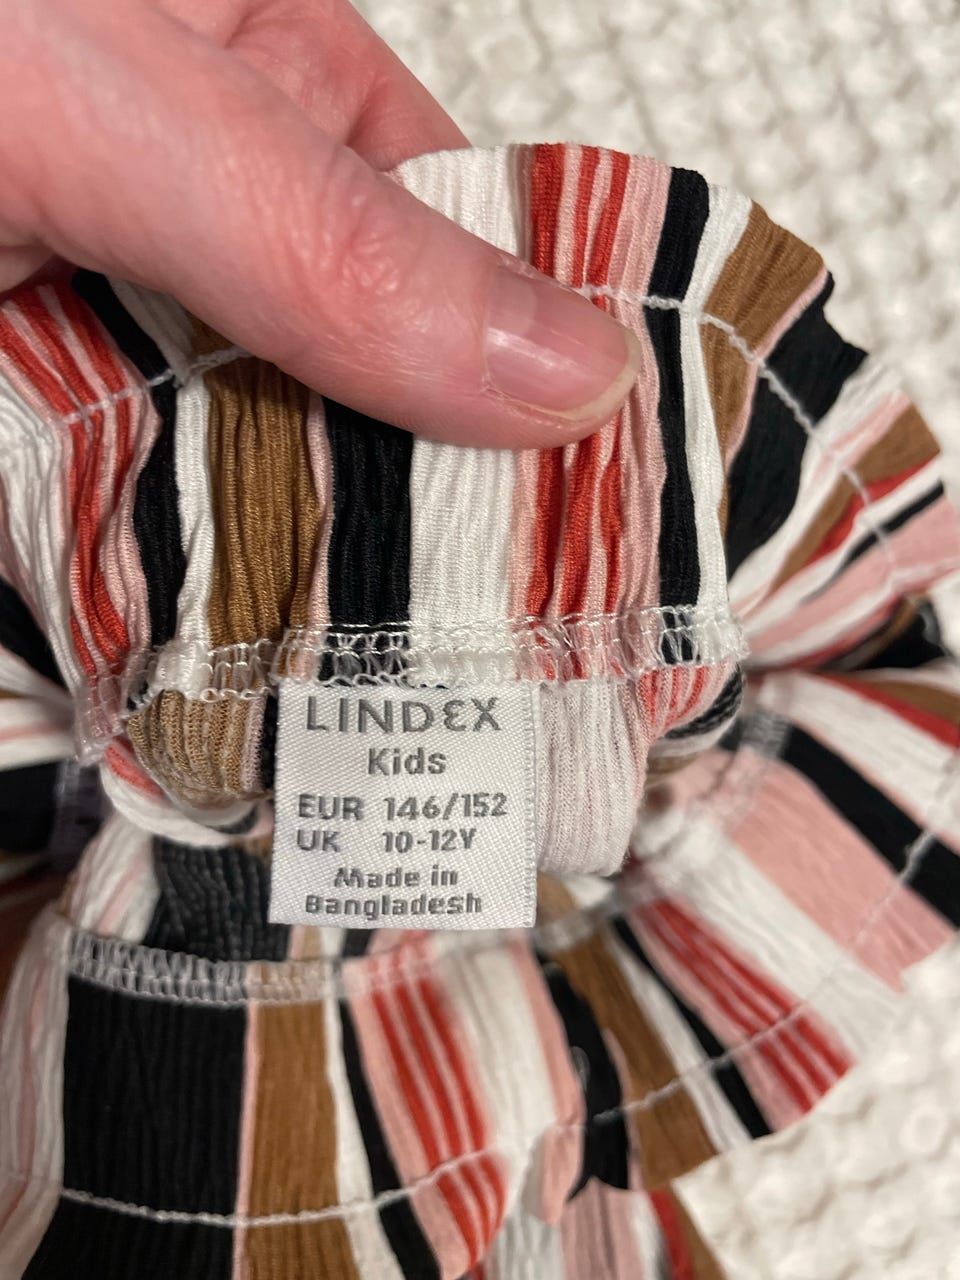 LINDEX
Kids
EUR 146/152
UK 10-12Y
Made in
Bangladesh